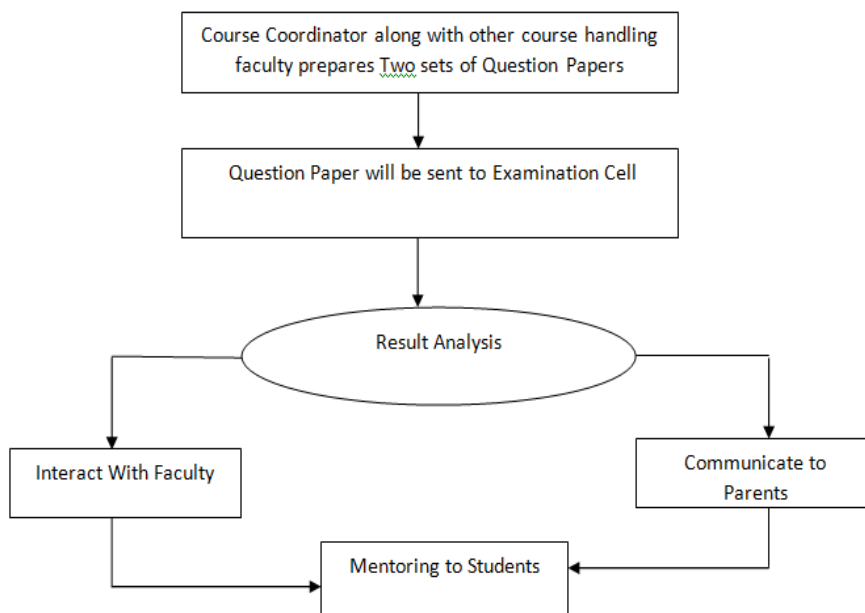 Course Coordinator along with other course handling
faculty prepares Two sets of Question Papers
Question Paper will be sent to Examination Cell
Result Analysis
Interact With Faculty
Communicate to
Parents
Mentoring to Students